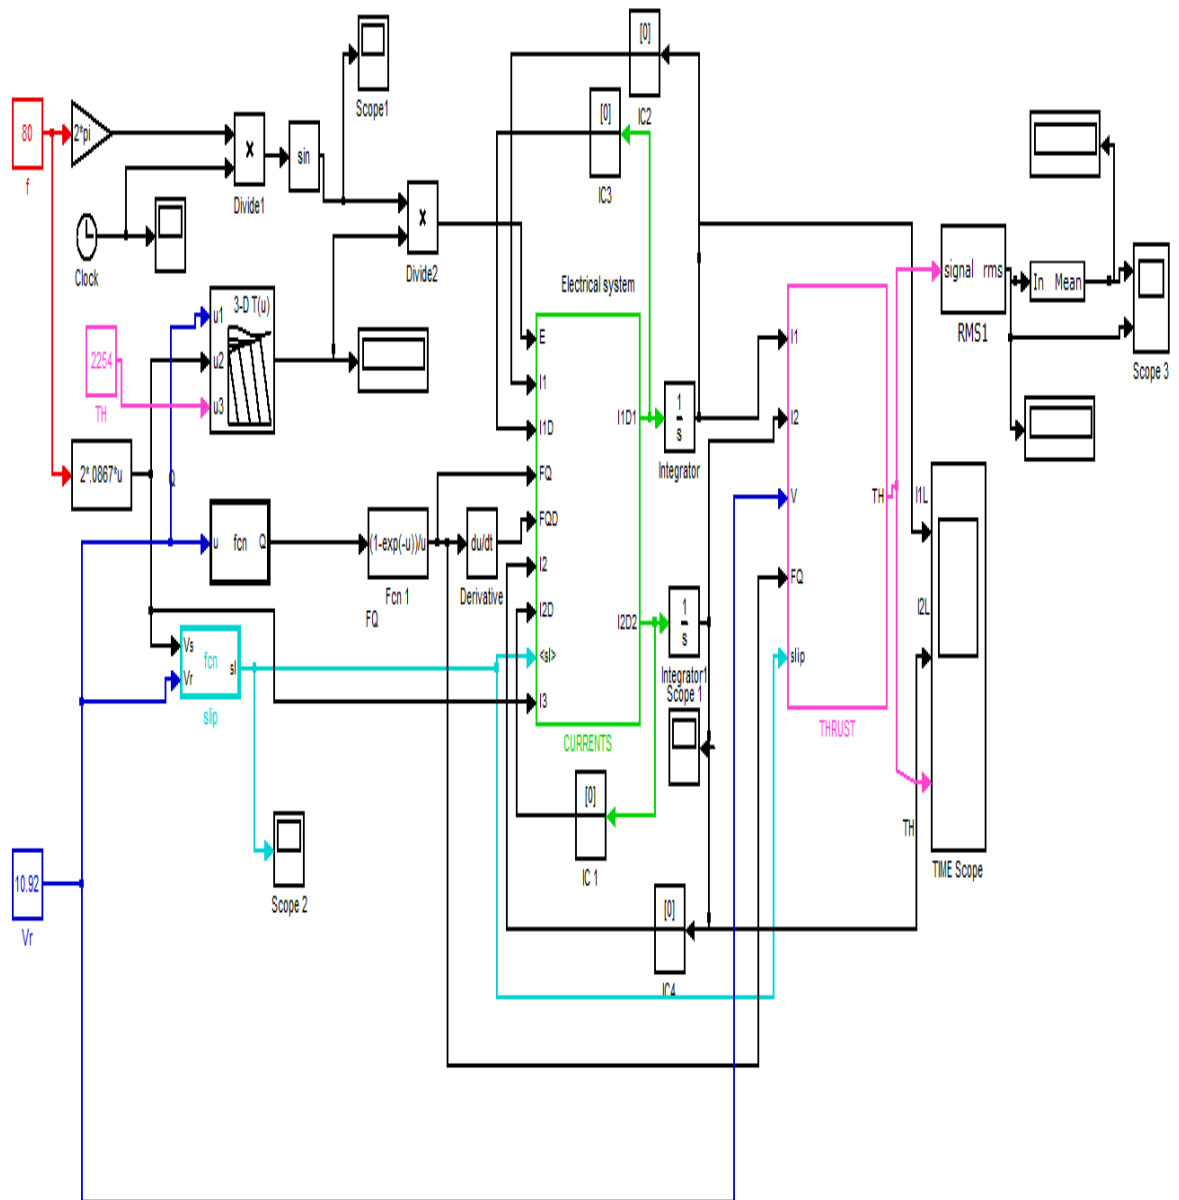 [0]
IC2
Scope1
[0]
IC3
80
f
2*pi
×
Divide1
sin
×
Divide2
Clock
Electrical system
signal rms
RMS1
In Mean
Scope 3
3-D T(u)
u1
u2
u3
2254
TH
2*.0867*u
Q
u fcn Q
(1-exp(-u))/u
Fcn 1
FQ
du/dt
Derivative
E
I1
I1D
FQ
FQD
I2
I2D
<sl>
I3
I1D1
I2D2
CURRENTS
1
s
Integrator
1
s
Integrator1
Scope 1
I1
I2
V
FQ
slip
TH
THRUST
I1L
I2L
TH
TIME Scope
Vs
Vr
fcn
sl
slip
Scope 2
[0]
IC 1
[0]
IC4
10.92
Vr